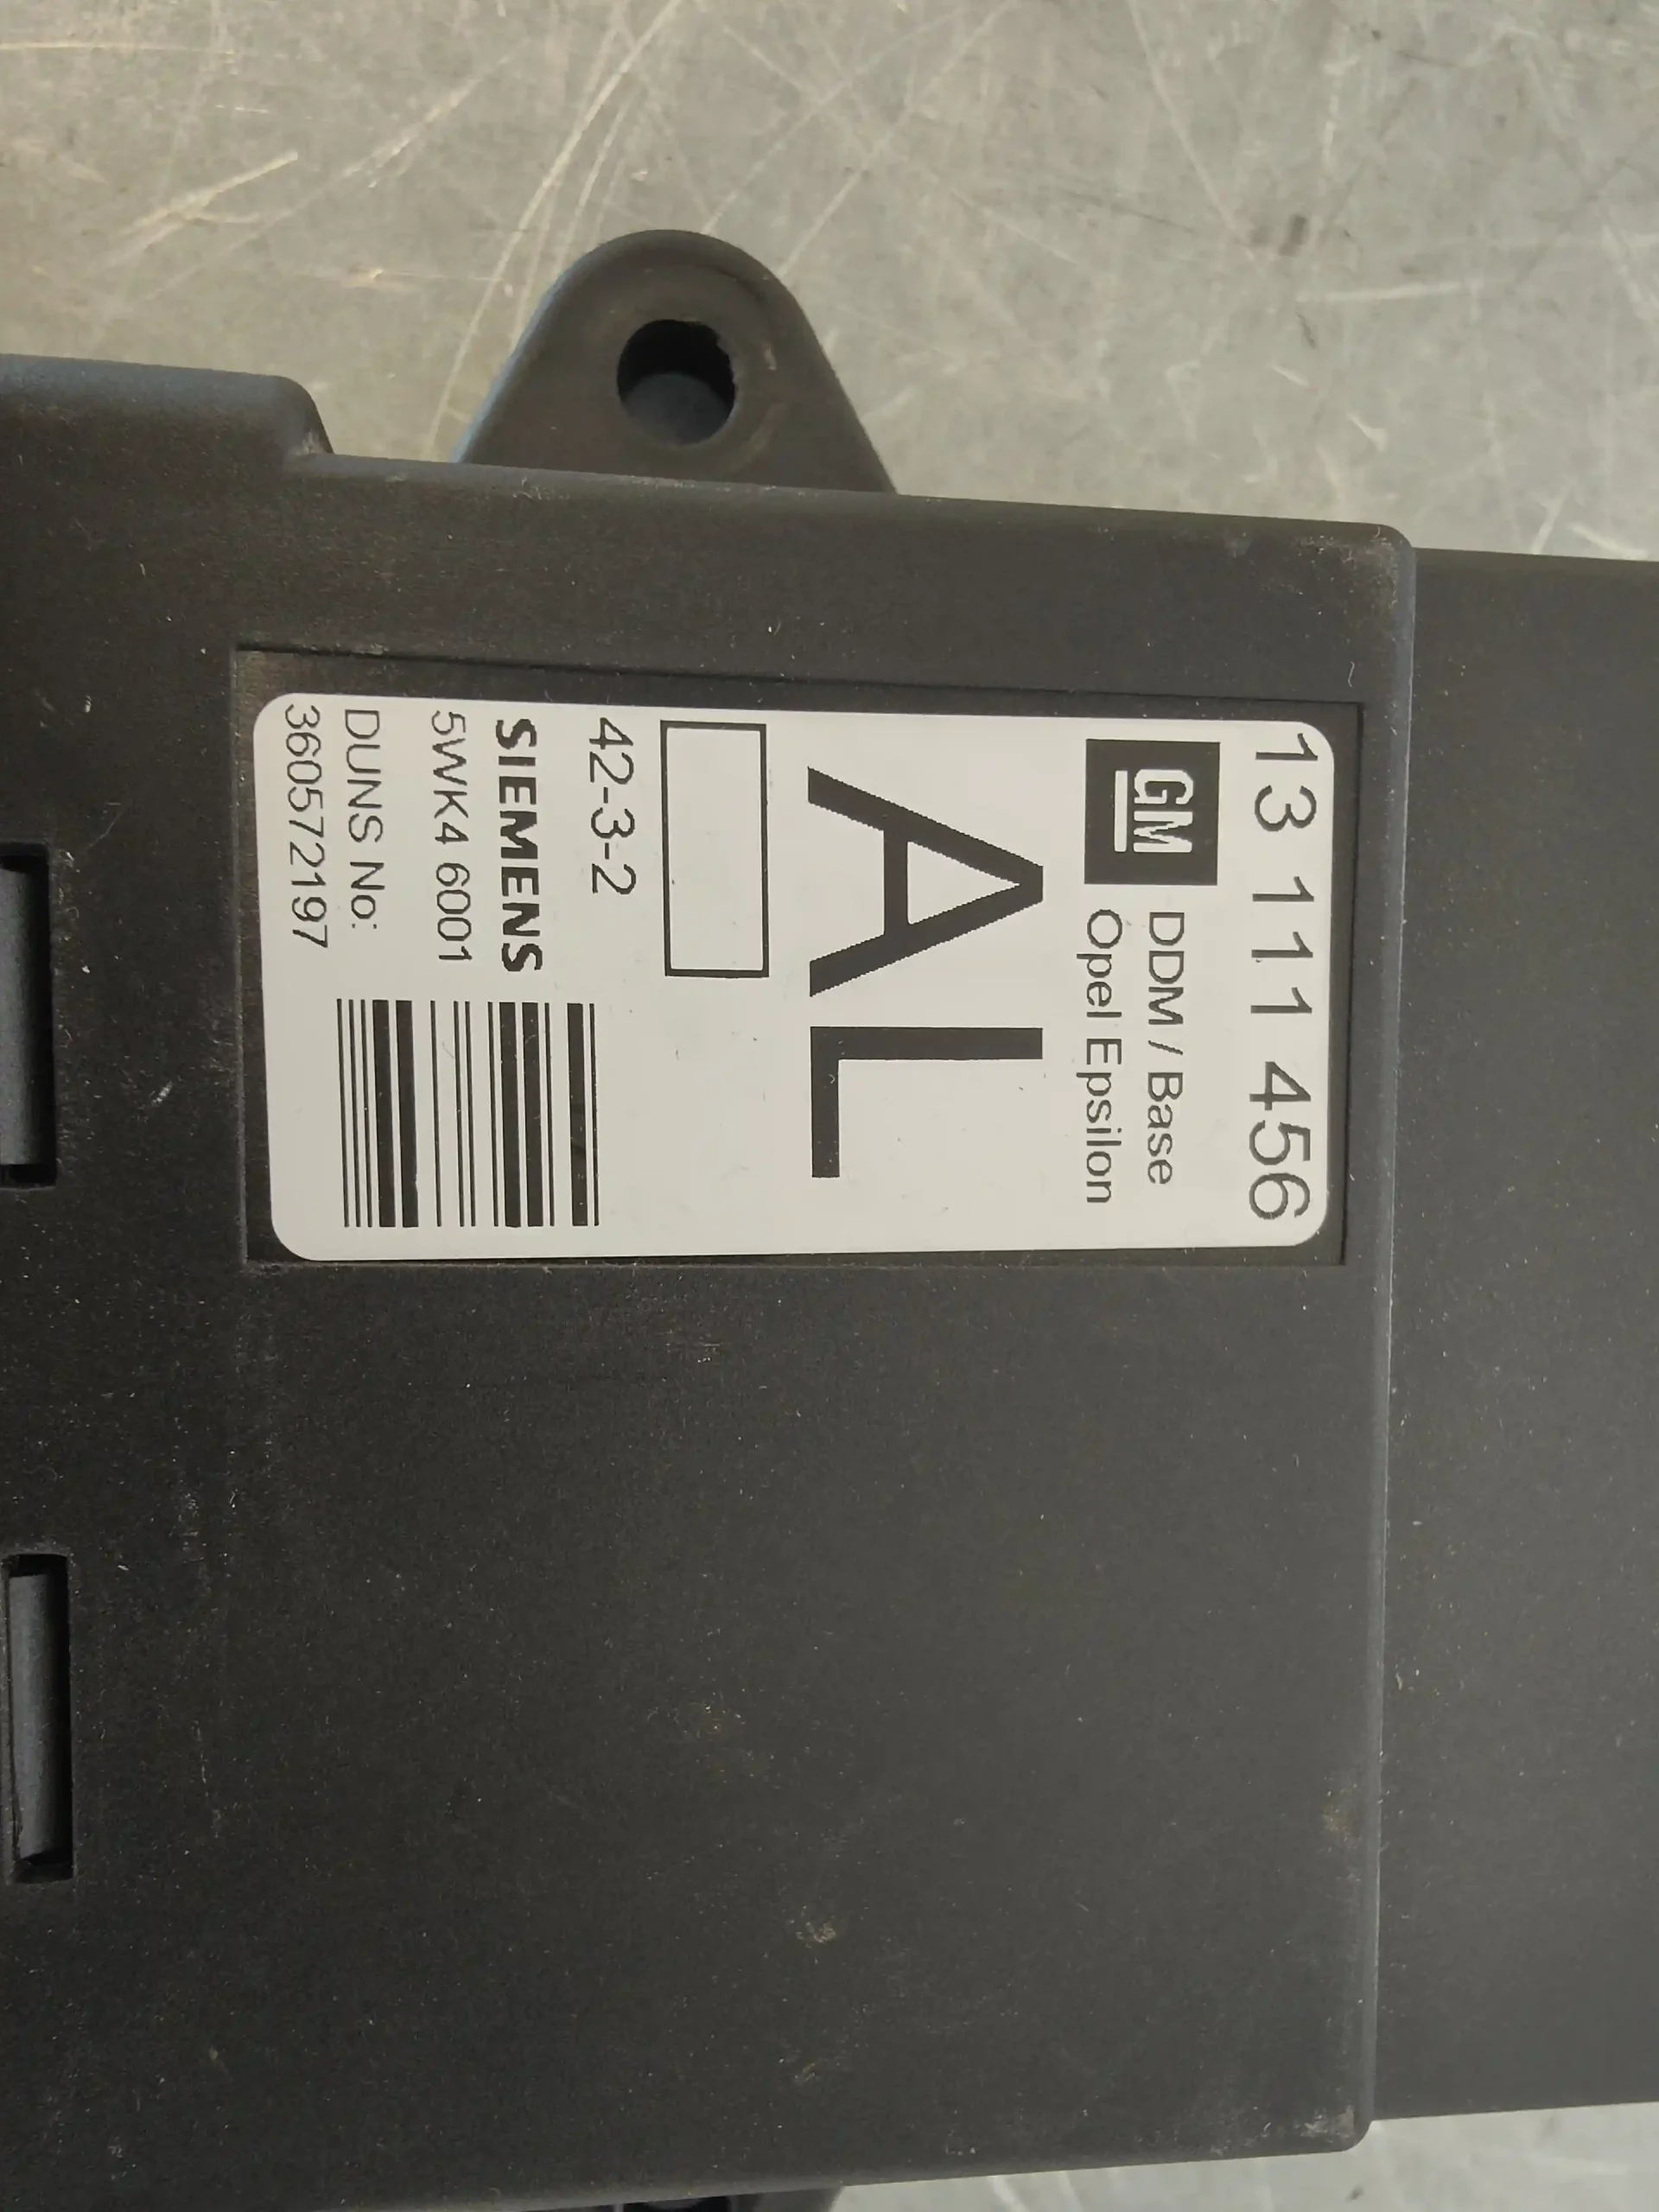 13 111 456
GM
DDM / Base
Opel Epsilon
AL
42-3-2
SIEMENS
5WK4 6001
DUNS No:
360572197